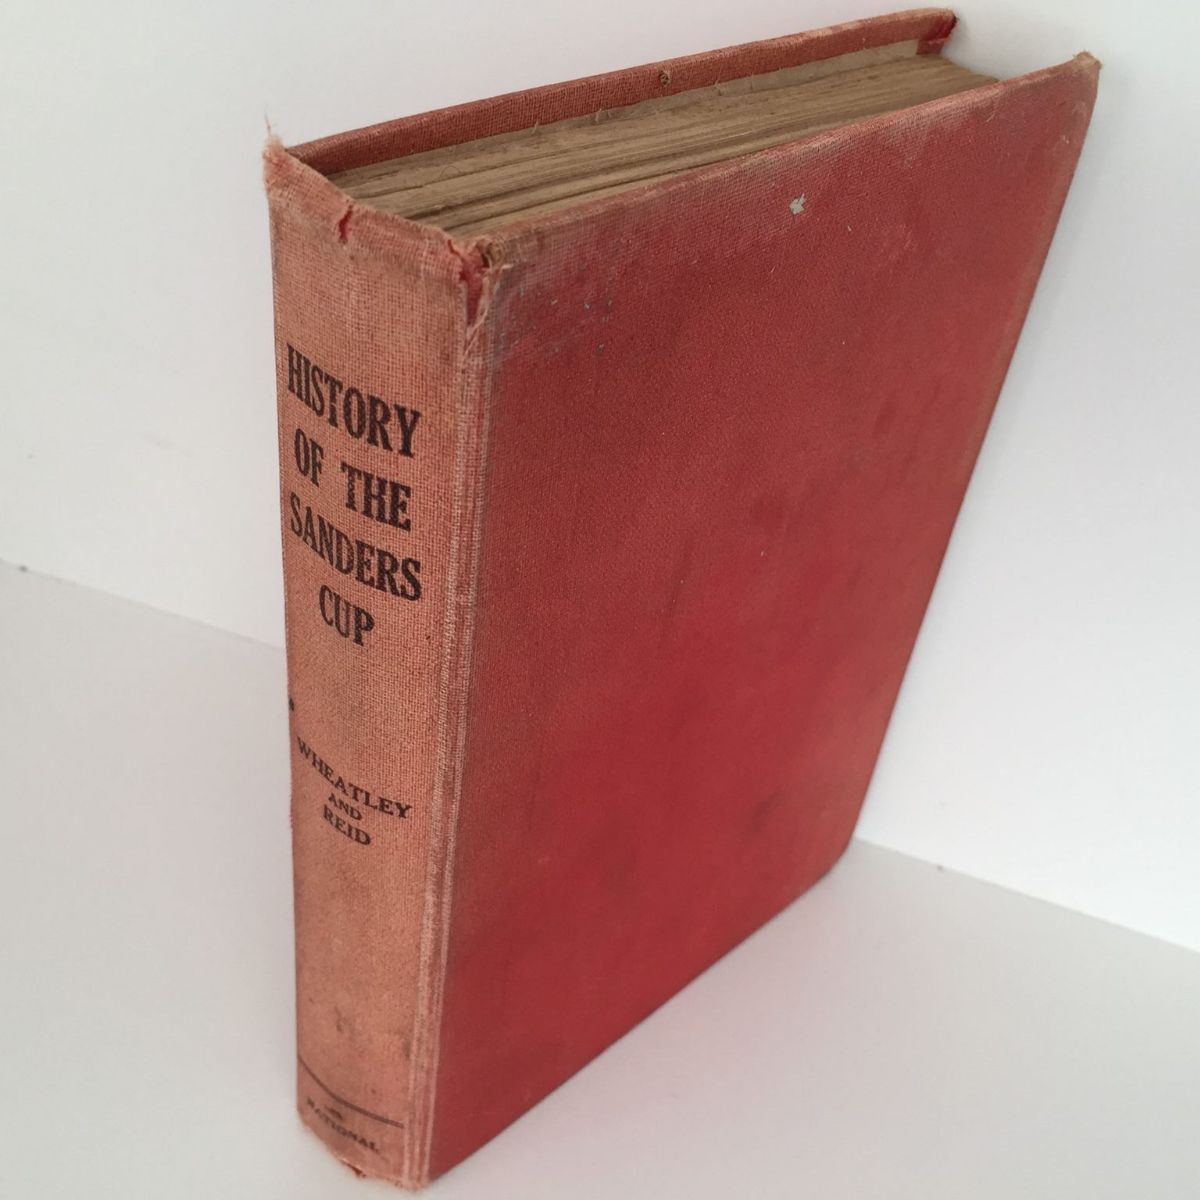 HISTORY
OF THE
SANDERS
CUP
WHEATLEY
AND
REID
NATIONAL